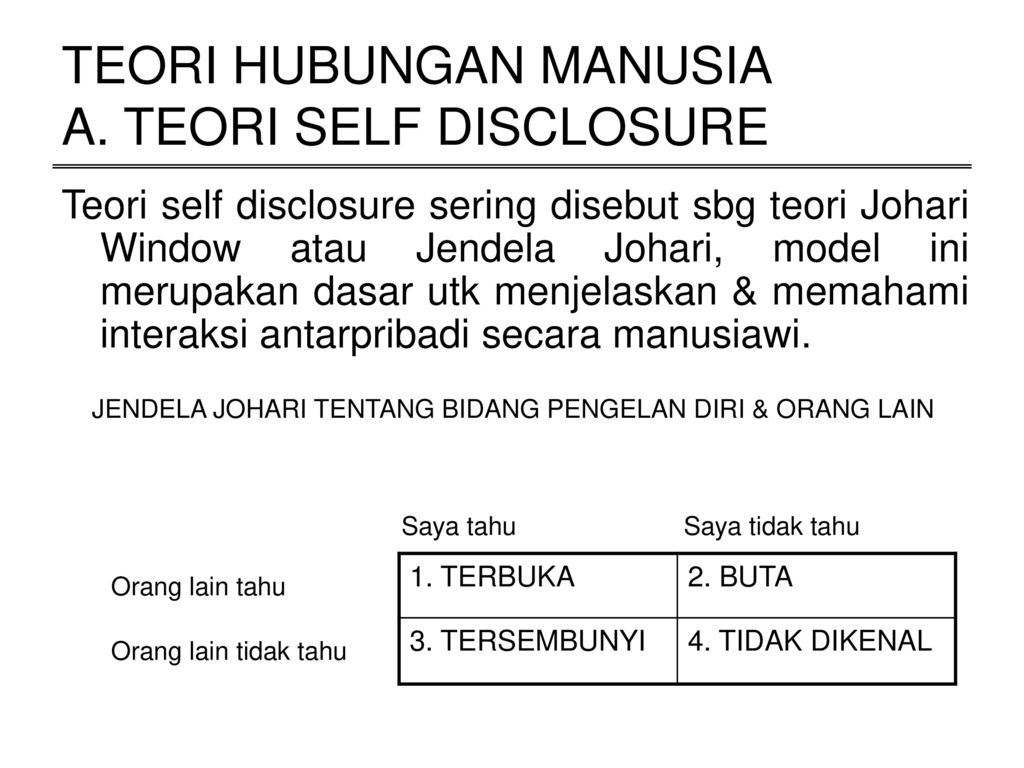 TEORI HUBUNGAN MANUSIA
A. TEORI SELF DISCLOSURE
Teori self disclosure sering disebut sbg teori Johari
Window atau Jendela Johari, model ini
merupakan dasar utk menjelaskan & memahami
interaksi antarpribadi secara manusiawi.
JENDELA JOHARI TENTANG BIDANG PENGELAN DIRI & ORANG LAIN
Saya tahu Saya tidak tahu
Orang lain tahu 1. TERBUKA 2. BUTA
Orang lain tidak tahu 3. TERSEMBUNYI 4. TIDAK DIKENAL